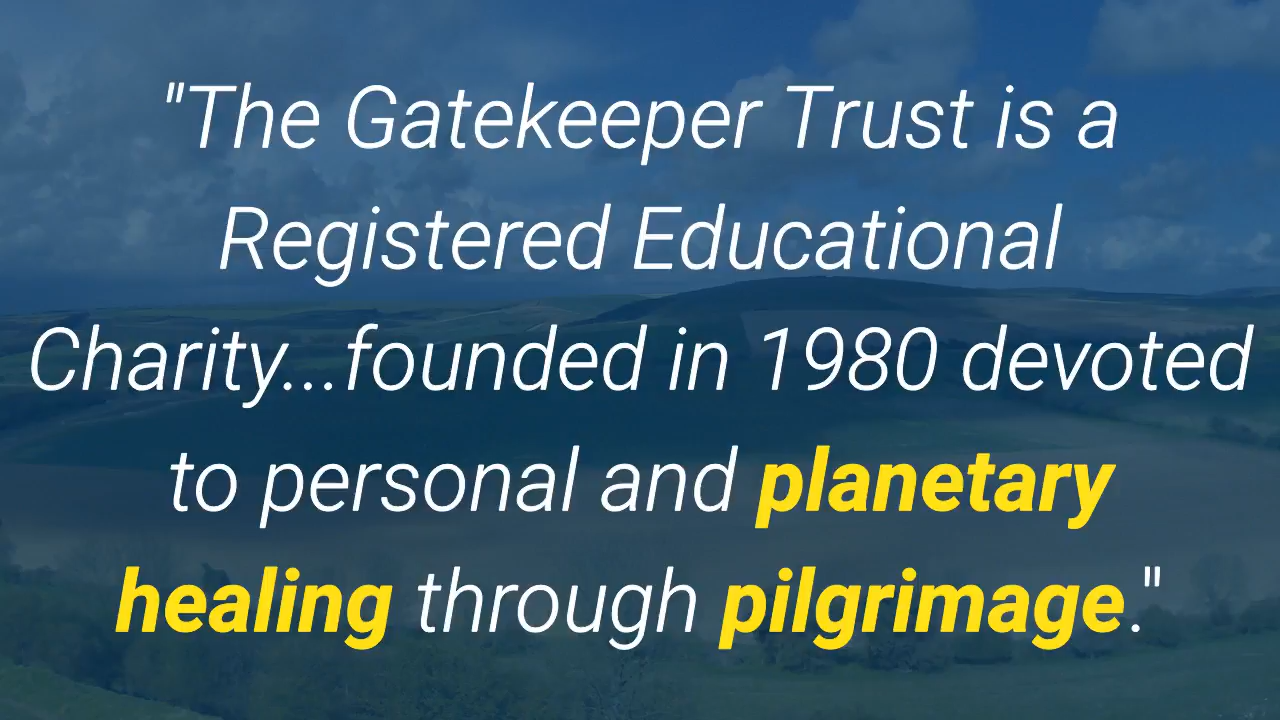 "The Gatekeeper Trust is a
Registered Educational
Charity...founded in 1980 devoted
to personal and planetary
healing through pilgrimage."